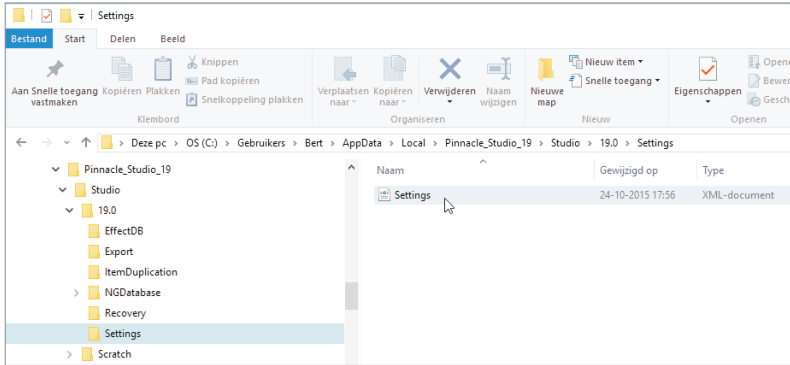 Settings
Bestand Start Delen Beeld
Aan Snelle toegang vastmaken
Kopiëren
Plakken
Knippen
Pad kopiëren
Snelkoppeling plakken
Klembord
Verplaatsen naar
Kopiëren naar
Verwijderen
Naam wijzigen
Organiseren
Nieuwe map
Nieuw item
Snelle toegang
Nieuw
Eigenschappen
Openen
Deze pc > OS (C:) > Gebruikers > Bert > AppData > Local > Pinnacle_Studio_19 > Studio > 19.0 > Settings
Pinnacle_Studio_19
Studio
19.0
EffectDB
Export
ItemDuplication
NGDatabase
Recovery
Settings
Scratch
Naam Gewijzigd op Type
Settings 24-10-2015 17:56 XML-document